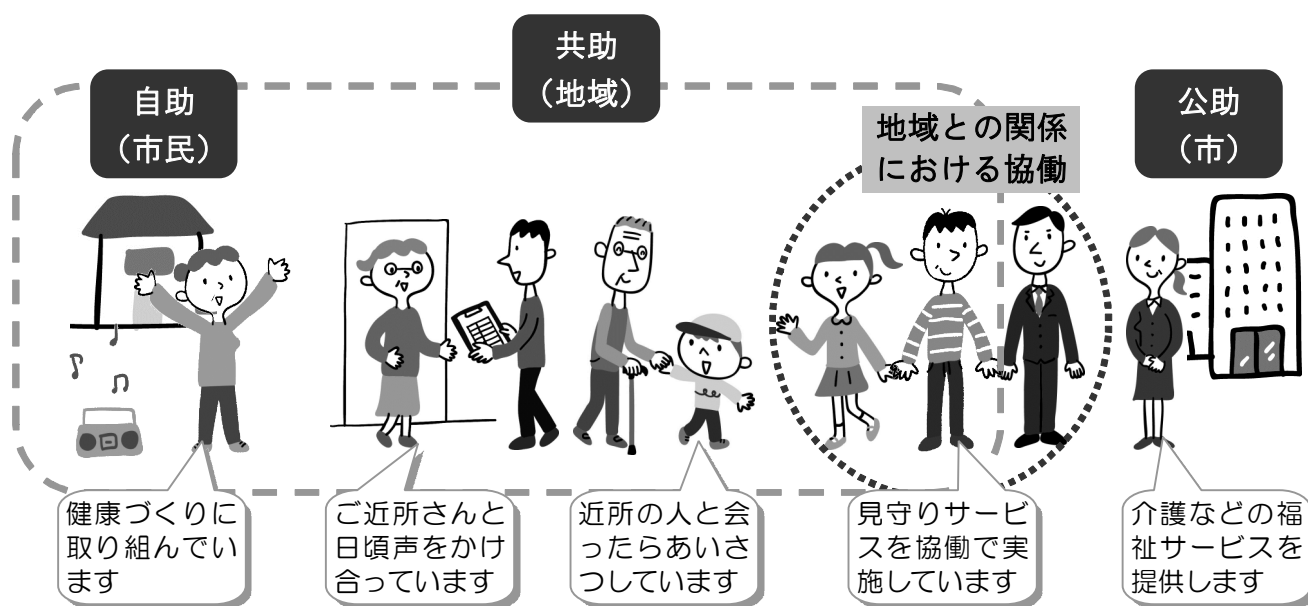 共助
（地域）
自助
（市民）
地域との関係
における協働
公助
（市）
健康づくりに
取り組んでい
ます
ご近所さんと
日頃声をかけ
合っています
近所の人と会
ったらあいさ
つしています
見守りサービ
スを協働で実
施しています
介護などの福
祉サービスを
提供します